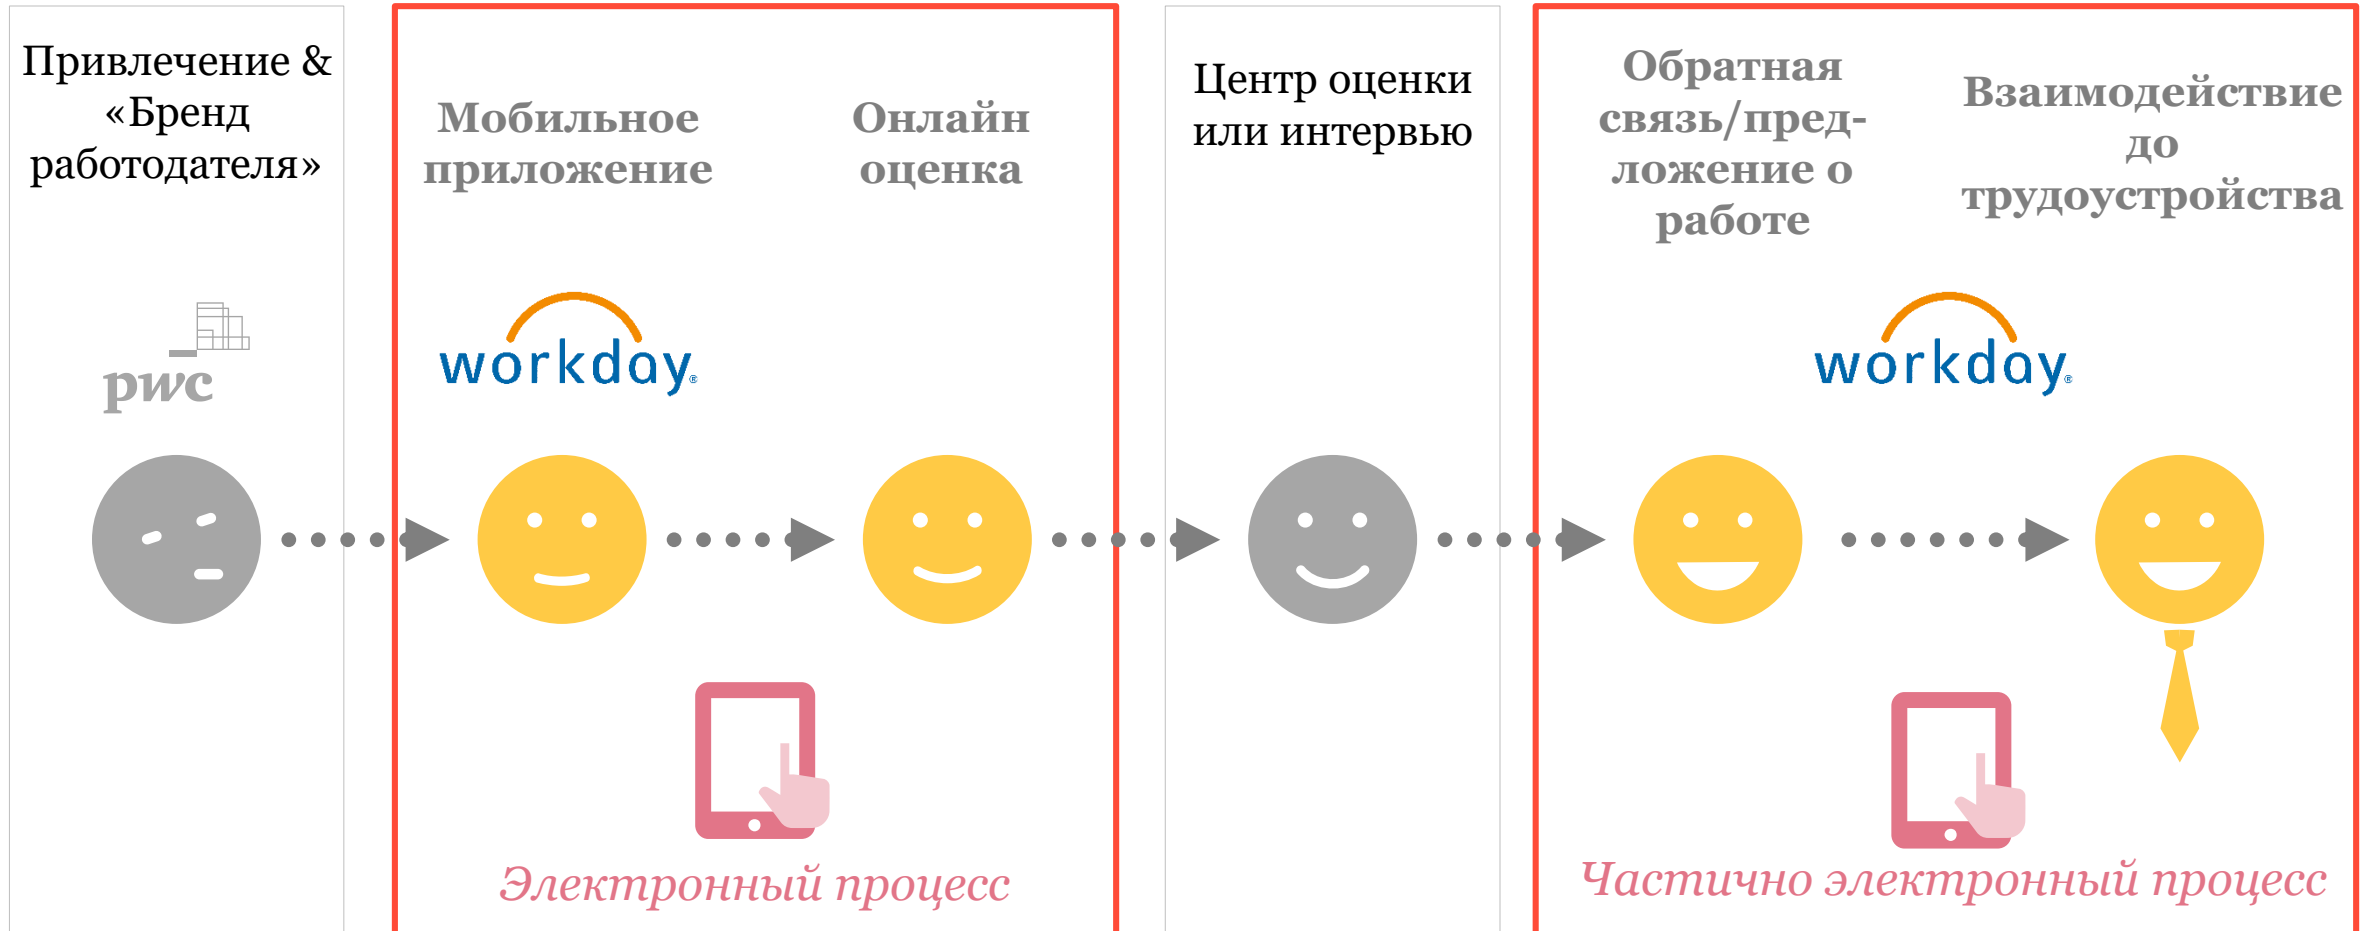 Привлечение &
«Бренд
работодателя»
pwc
Мобильное
приложение
workday®
Онлайн
оценка
Электронный процесс
Центр оценки
или интервью
Обратная
связь/пред-
ложение о
работе
Взаимодействие
до
трудоустройства
workday®
Частично электронный процесс